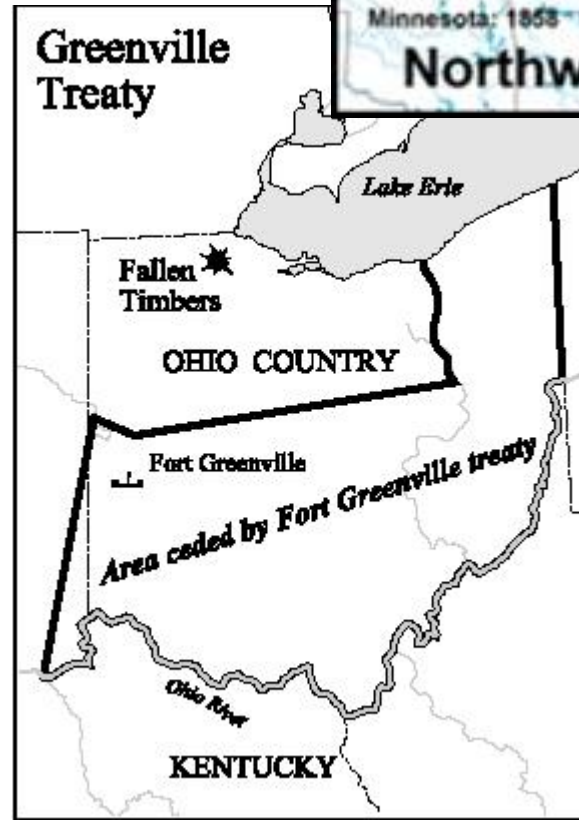 Minnesota: 1858
Greenville
Treaty
Lake Erie
Fallen
Timbers
OHIO COUNTRY
Fort Greenville
Area ceded by Fort Greenville treaty
Ohio River
KENTUCKY